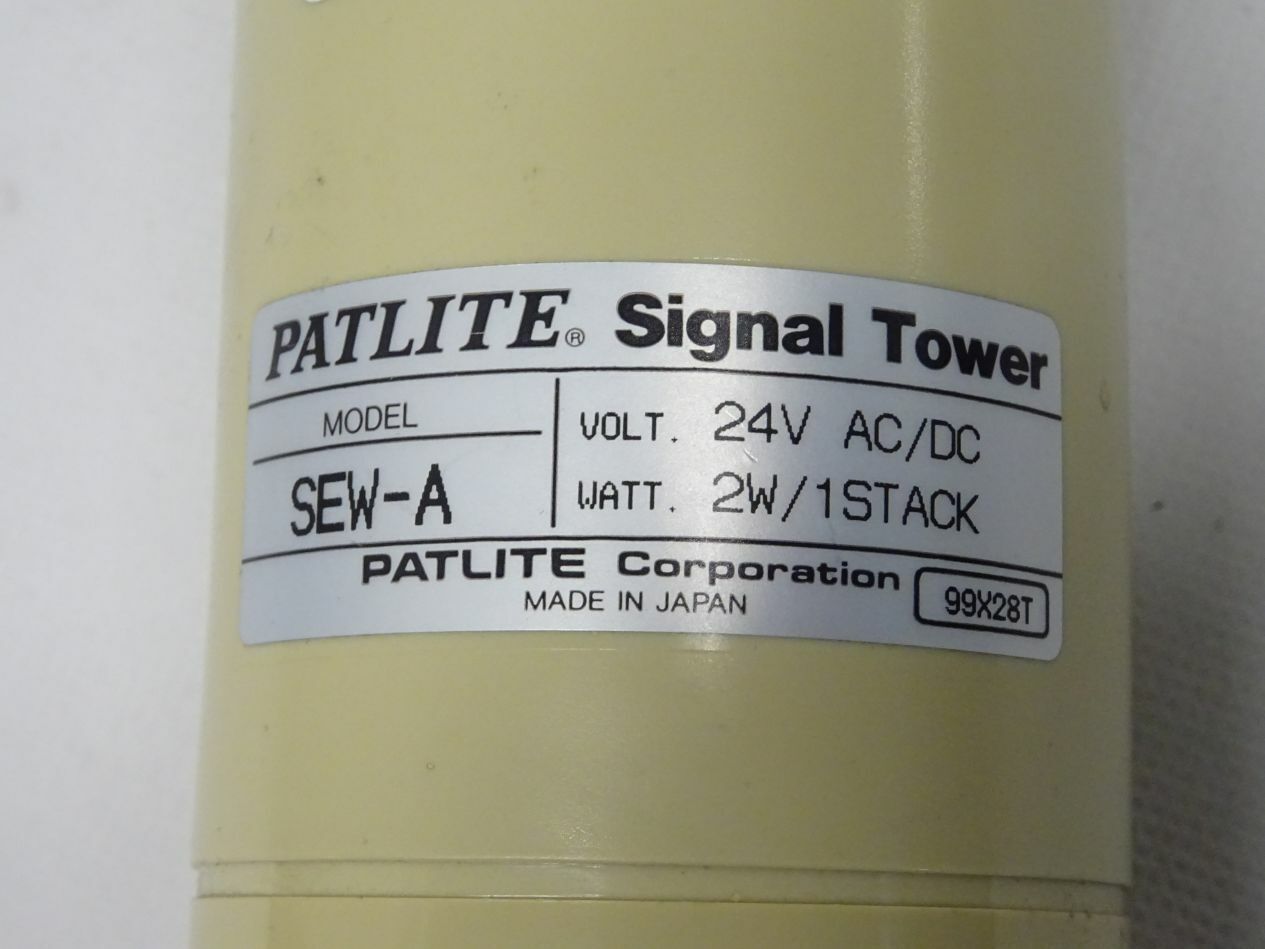 PATLITE® Signal Tower
MODEL
SEW-A
VOLT. 24V AC/DC
WATT. 2W/1STACK
PATLITE Corporation
MADE IN JAPAN
99X28T